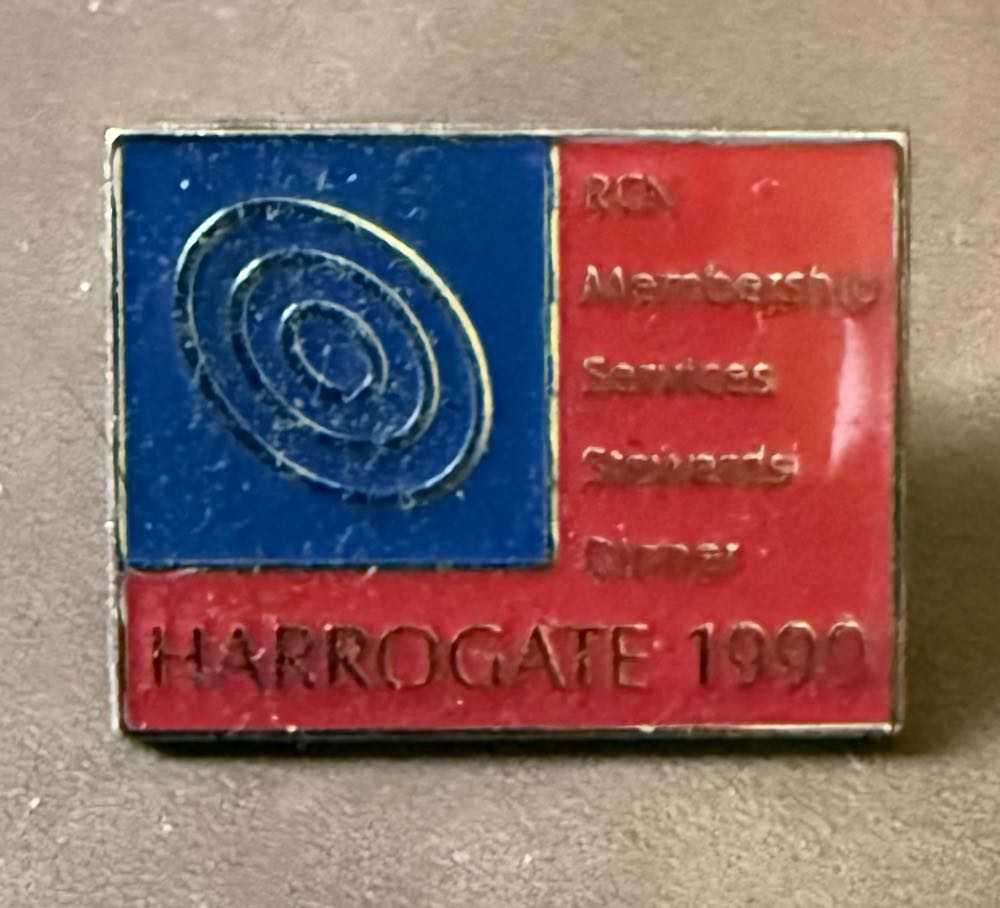 RCN
Membership
Services
Stewards'
Dinner
HARROGATE 1999